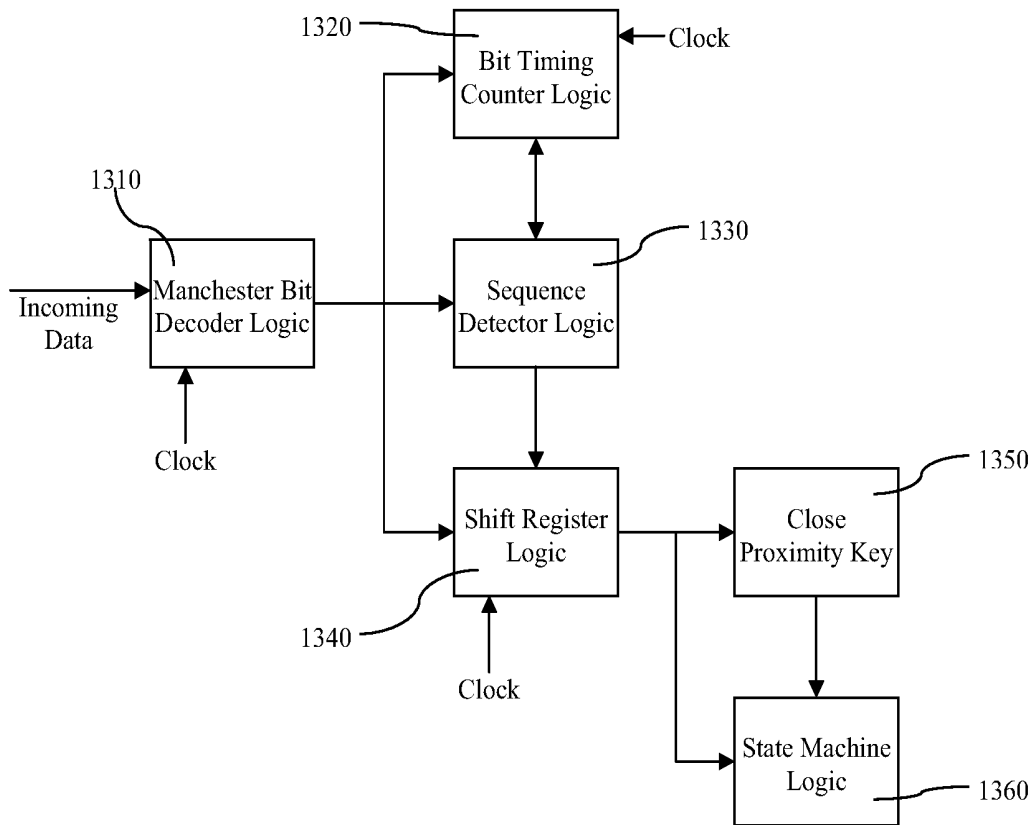 1320
Bit Timing
Counter Logic
Clock
1310
Manchester Bit
Decoder Logic
Incoming
Data
Clock
1330
Sequence
Detector Logic
1340
Shift Register
Logic
Clock
1350
Close
Proximity Key
State Machine
Logic
1360